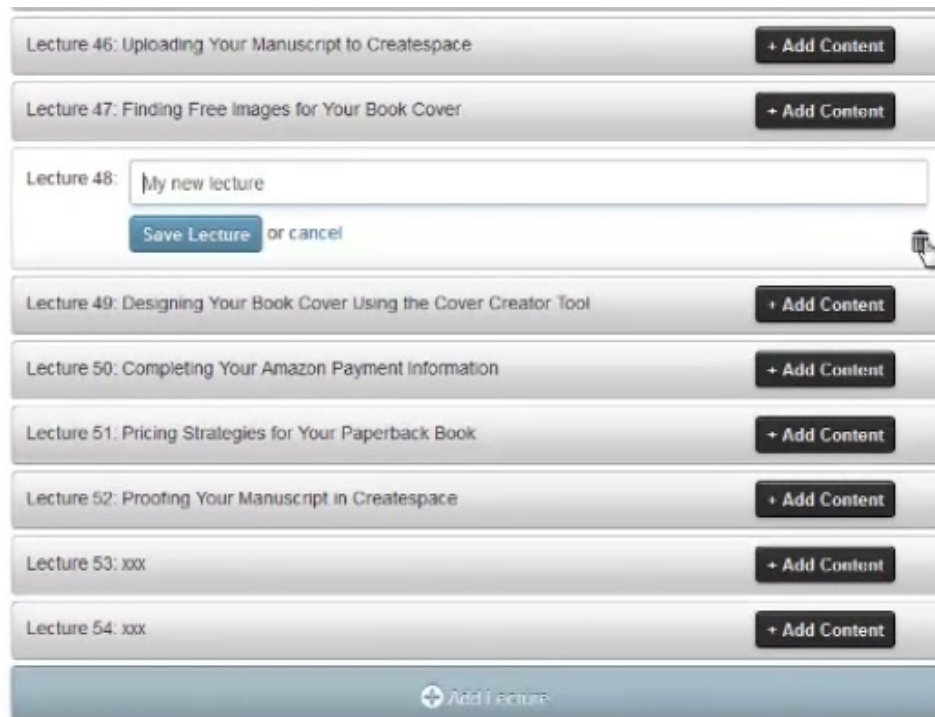 Lecture 46: Uploading Your Manuscript to Createspace + Add Content
Lecture 47: Finding Free Images for Your Book Cover + Add Content
Lecture 48: My new lecture
Save Lecture or cancel
Lecture 49: Designing Your Book Cover Using the Cover Creator Tool + Add Content
Lecture 50: Completing Your Amazon Payment Information + Add Content
Lecture 51: Pricing Strategies for Your Paperback Book + Add Content
Lecture 52: Proofing Your Manuscript in Createspace + Add Content
Lecture 53: xxx + Add Content
Lecture 54: xxx + Add Content
Add Lecture